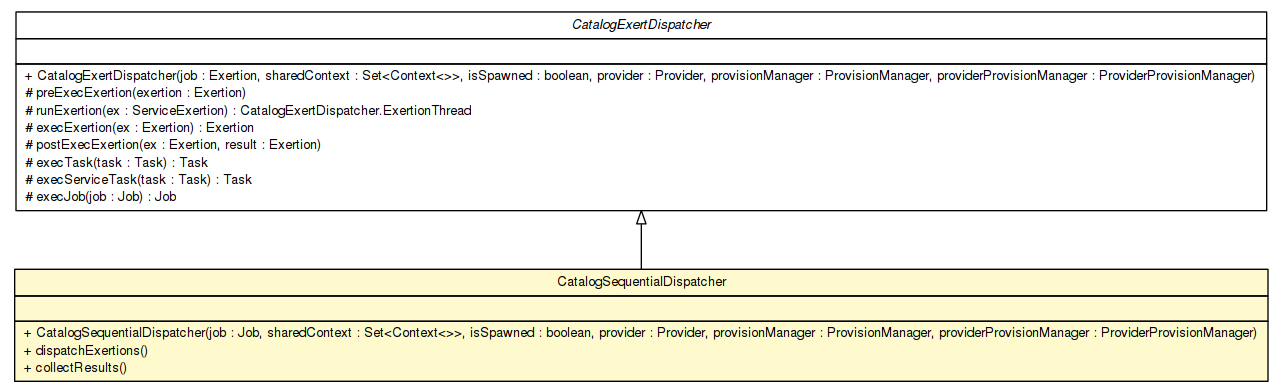 CatalogExertDispatcher
+ CatalogExertDispatcher(job : Exertion, sharedContext : Set<Context<>>, isSpawned : boolean, provider : Provider, provisionManager : ProvisionManager, providerProvisionManager : ProviderProvisionManager)
# preExecExertion(exertion : Exertion)
# runExertion(ex : ServiceExertion) : CatalogExertDispatcher.ExertionThread
# execExertion(ex : Exertion) : Exertion
# postExecExertion(ex : Exertion, result : Exertion)
# execTask(task : Task) : Task
# execServiceTask(task : Task) : Task
# execJob(job : Job) : Job
CatalogSequentialDispatcher
+ CatalogSequentialDispatcher(job : Job, sharedContext : Set<Context<>>, isSpawned : boolean, provider : Provider, provisionManager : ProvisionManager, providerProvisionManager : ProviderProvisionManager)
+ dispatchExertions()
+ collectResults()